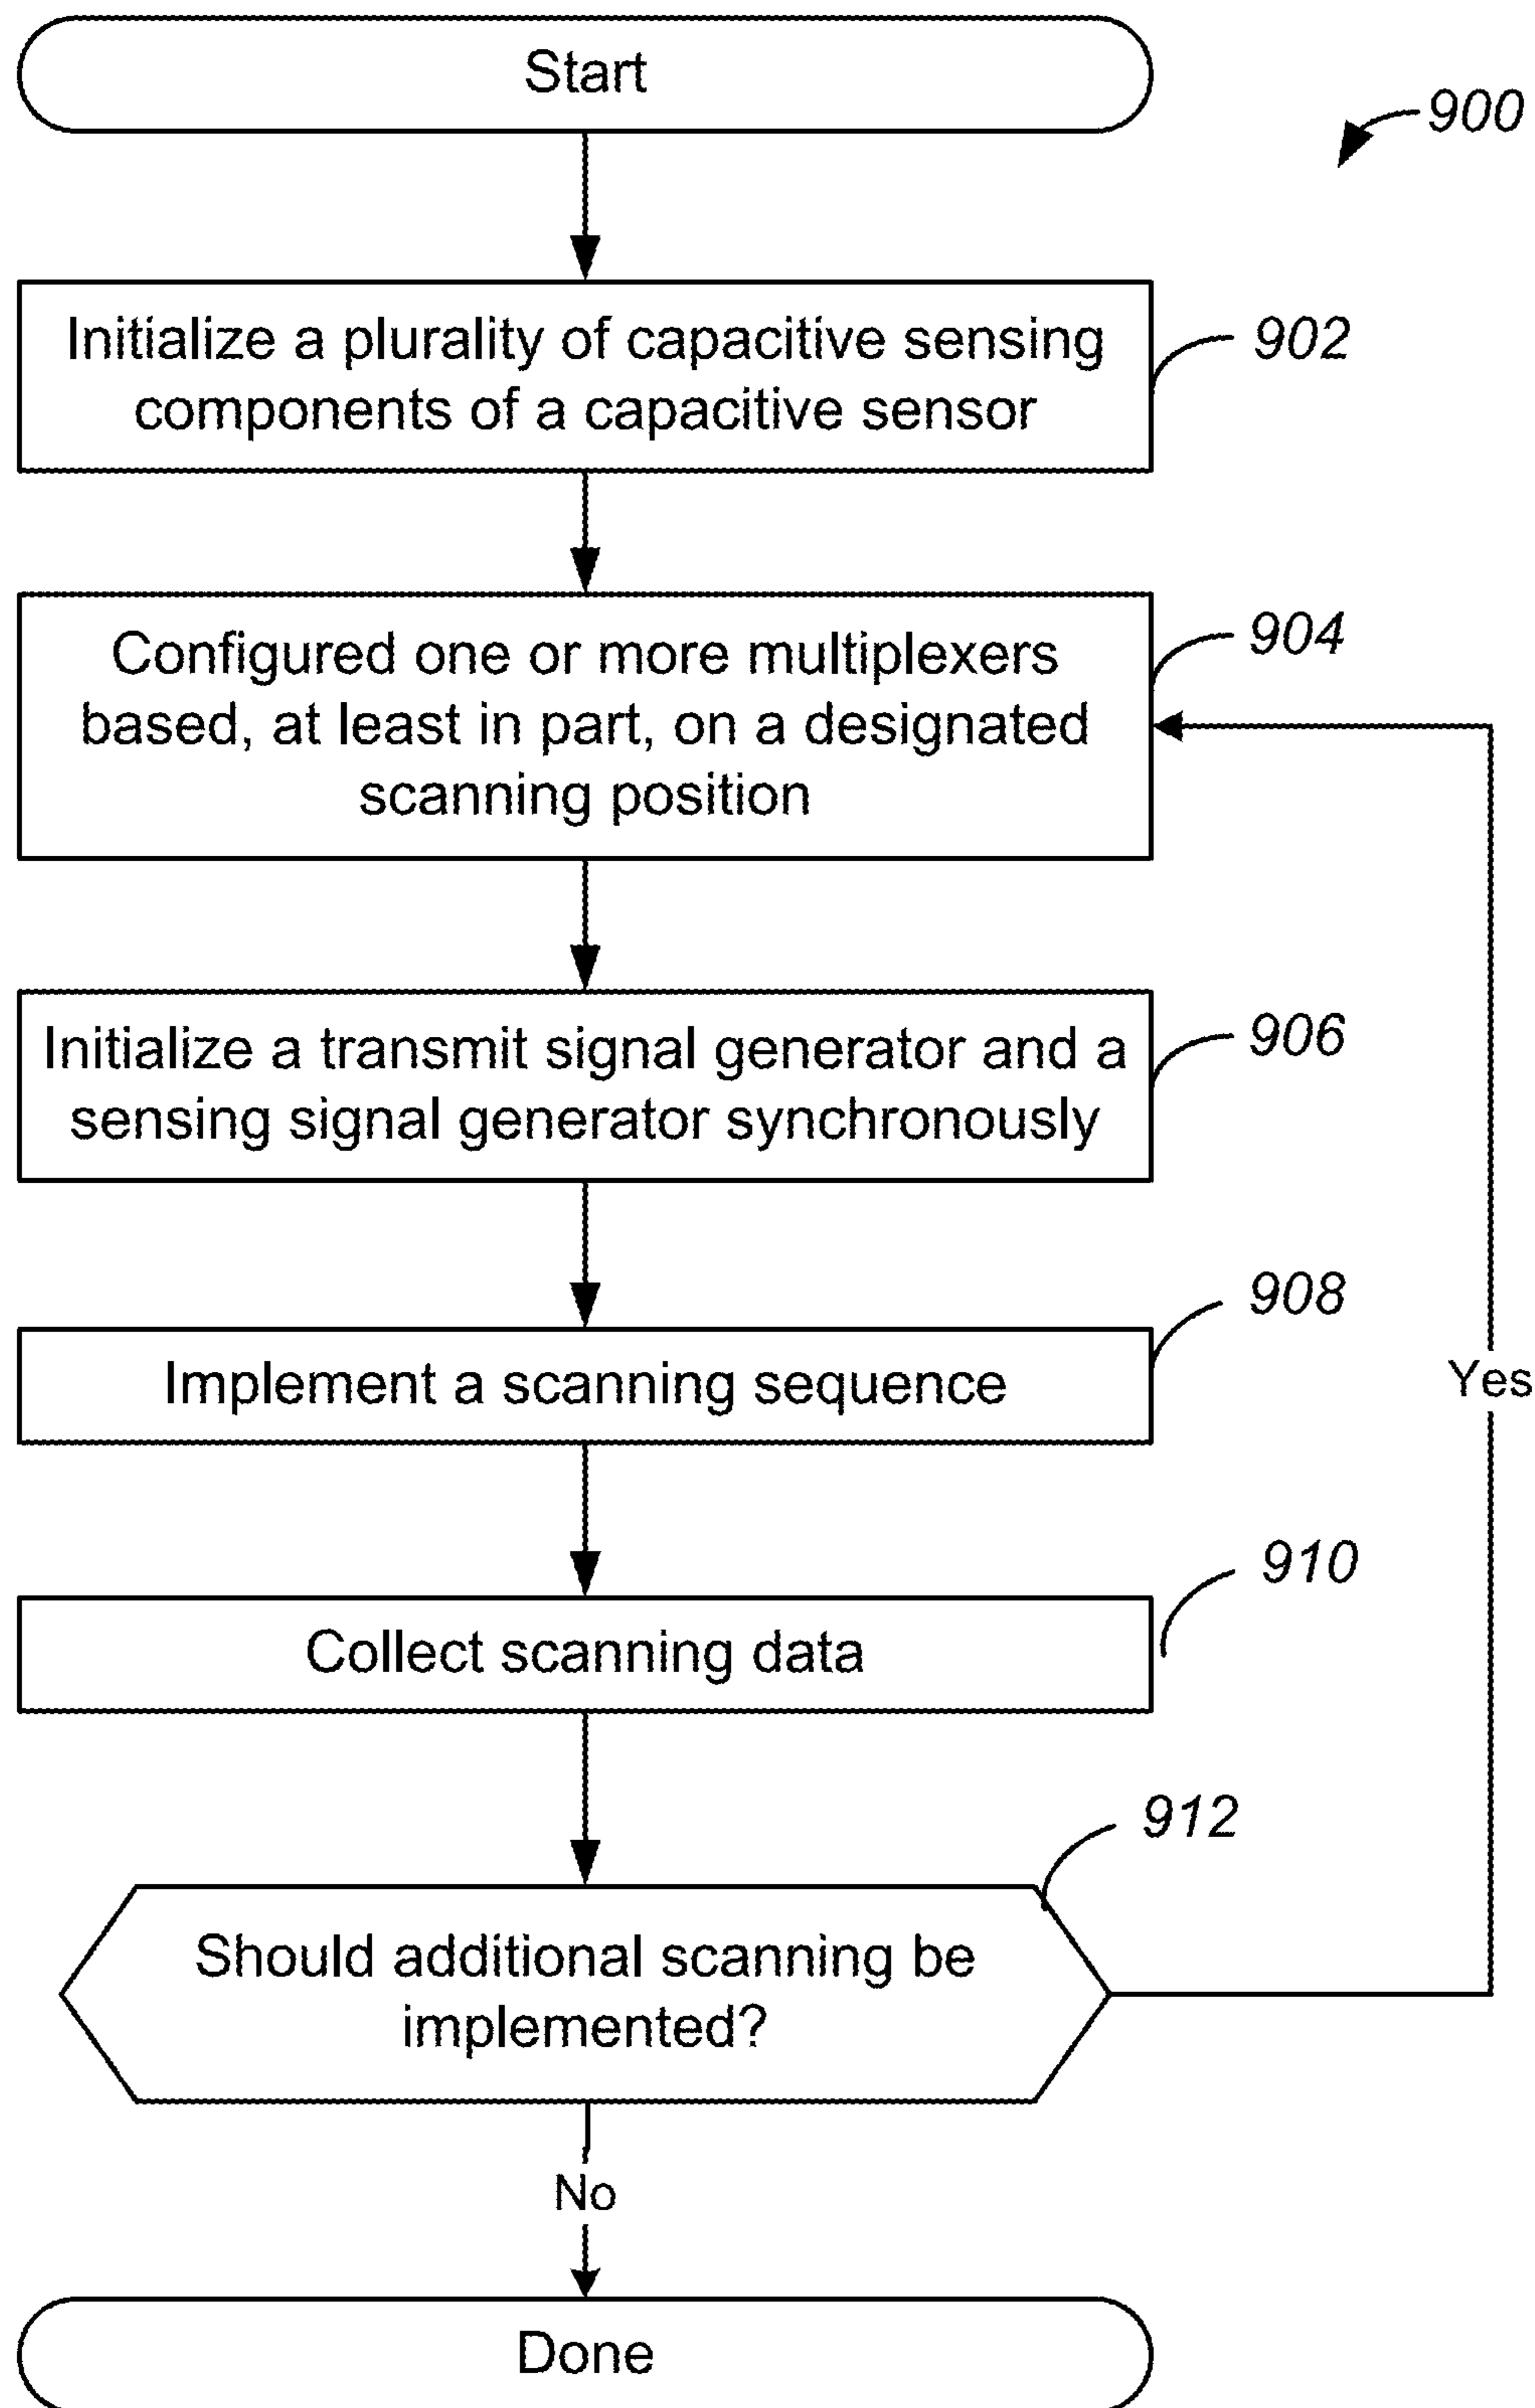 Start
900
Initialize a plurality of capacitive sensing
components of a capacitive sensor
902
Configured one or more multiplexers
based, at least in part, on a designated
scanning position
904
Initialize a transmit signal generator and a
sensing signal generator synchronously
906
Implement a scanning sequence
908
Yes
Collect scanning data
910
Should additional scanning be
implemented?
912
No
Done